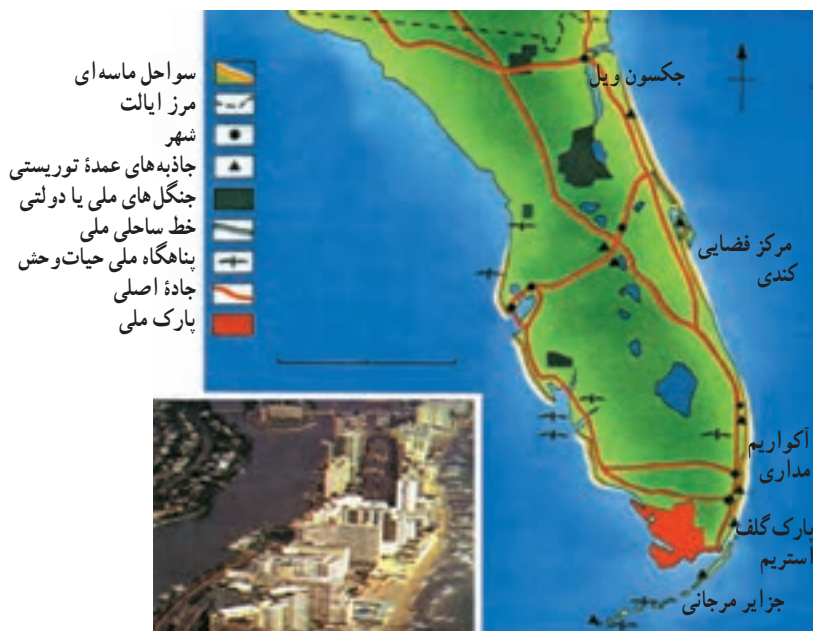 سواحل ماسه‌ای
مرز ایالت
شهر
جاذبه‌های عمدهٔ توریستی
جنگل‌های ملی یا دولتی
خط ساحلی ملی
پناهگاه ملی حیات‌وحش
جادهٔ اصلی
پارک ملی
جکسون ویل
مرکز فضایی
کندی
آکواریم
مداری
پارک گلف
استریم
جزایر مرجانی